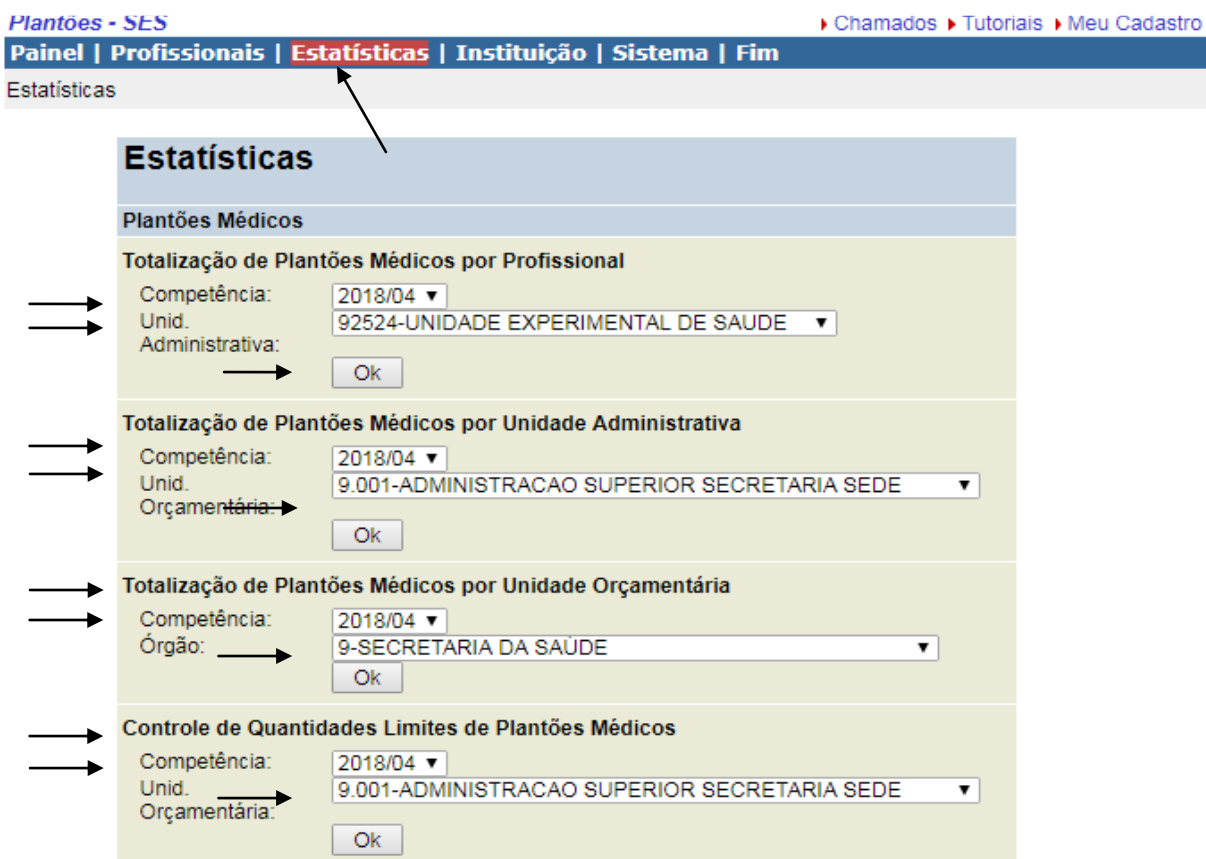 Plantões - SES
Chamados Tutoriais Meu Cadastro
Painel | Profissionais | Estatísticas | Instituição | Sistema | Fim
Estatísticas
Estatísticas
Plantões Médicos
Totalização de Plantões Médicos por Profissional
Competência: 2018/04
Unid. Administrativa: 92524-UNIDADE EXPERIMENTAL DE SAUDE
Ok
Totalização de Plantões Médicos por Unidade Administrativa
Competência: 2018/04
Unid. Orçamentária: 9.001-ADMINISTRACAO SUPERIOR SECRETARIA SEDE
Ok
Totalização de Plantões Médicos por Unidade Orçamentária
Competência: 2018/04
Órgão: 9-SECRETARIA DA SAÚDE
Ok
Controle de Quantidades Limites de Plantões Médicos
Competência: 2018/04
Unid. Orçamentária: 9.001-ADMINISTRACAO SUPERIOR SECRETARIA SEDE
Ok